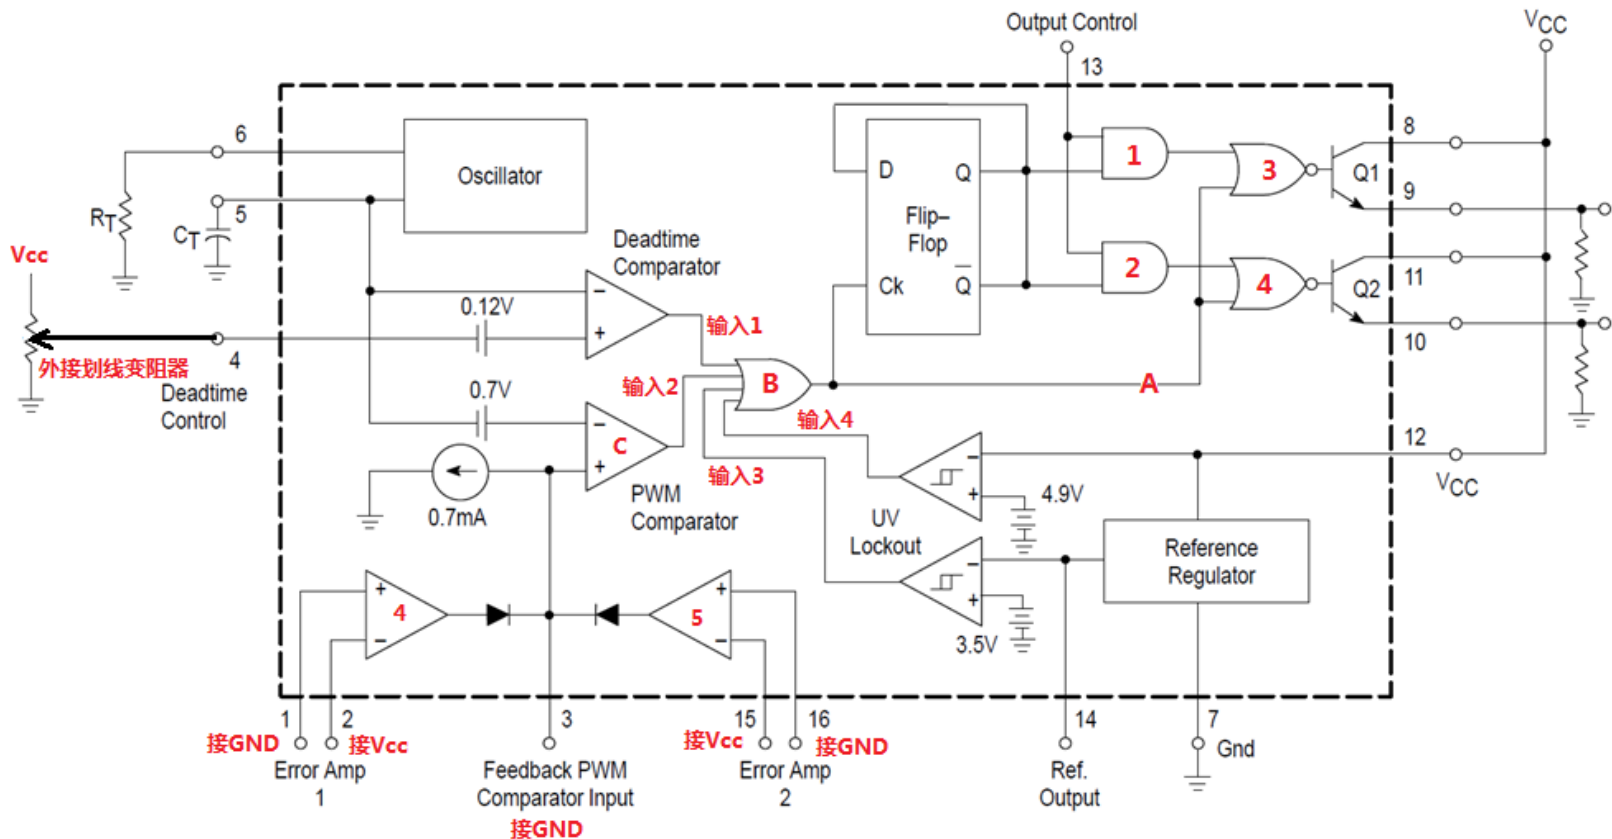 Output Control
V_CC
13
6
8
Oscillator
1
D
Q
3
Q1
5
9
R_T
C_T
Flip–
Flop
Deadtime
Comparator
Vcc
2
4
11
0.12V
Ck
Q̅
Q2
−
输入1
+
4
10
外接划线变阻器
Deadtime
Control
0.7V
输入2
B
A
−
输入4
12
C
+
输入3
−
V_CC
0.7mA
PWM
Comparator
+
4.9V
UV
Lockout
Reference
Regulator
−
+
4
−
+
5
−
+
3.5V
1
2
3
15
16
14
7
接GND
接Vcc
接Vcc
接GND
Gnd
Error Amp
1
Feedback PWM
Comparator Input
接GND
Error Amp
2
Ref.
Output